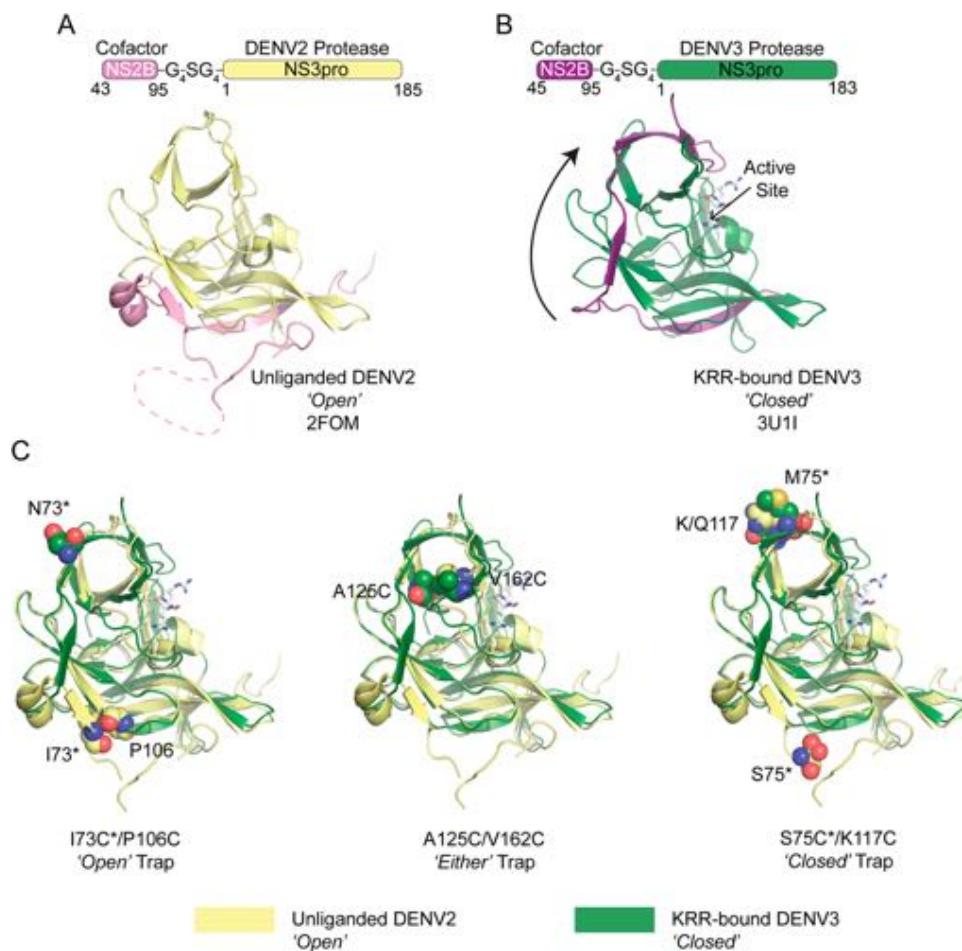 A
Cofactor DENV2 Protease
NS2B G4SG4 NS3pro
43 95 1 185
Unliganded DENV2
'Open'
2FOM
B
Cofactor DENV3 Protease
NS2B G4SG4 NS3pro
45 95 1 183
Active
Site
KRR-bound DENV3
'Closed'
3U1I
C
N73*
I73* P106
I73C*/P106C
'Open' Trap
A125C V162C
A125C/V162C
'Either' Trap
M75*
K/Q117
S75*
S75C*/K117C
'Closed' Trap
Unliganded DENV2
'Open'
KRR-bound DENV3
'Closed'